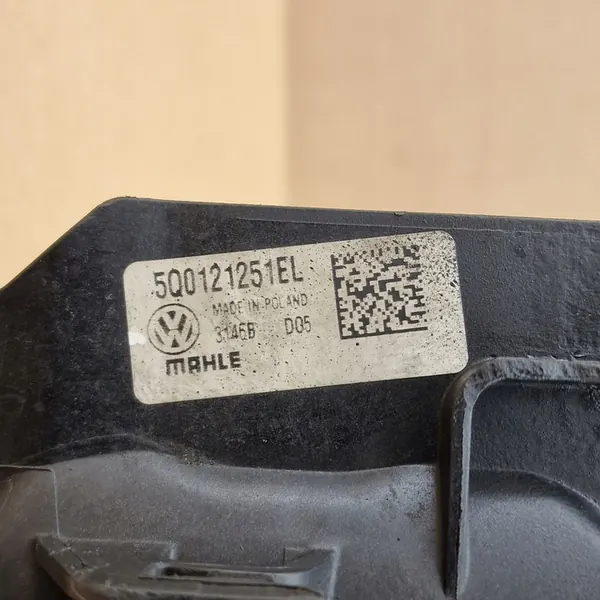 5Q0121251EL
MADE IN POLAND
3146B D05
MAHLE